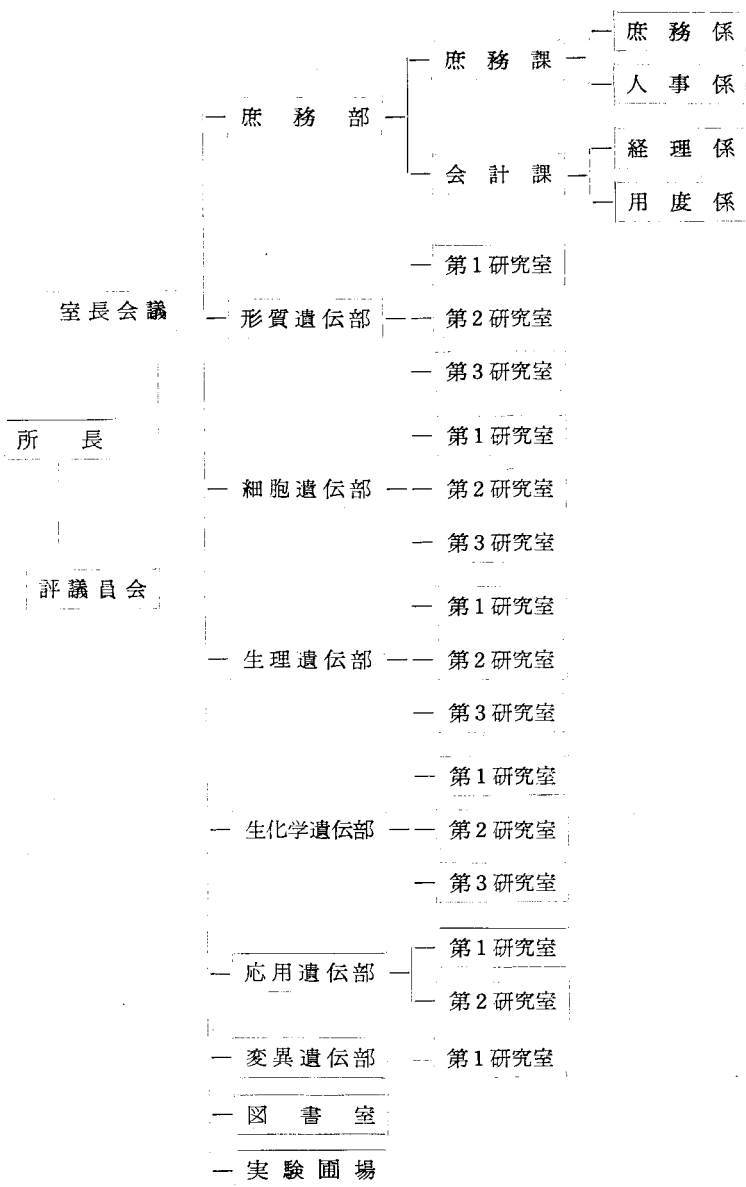 庶務係
庶務課
人事係
庶務部
経理係
会計課
用度係
第1研究室
室長会議
形質遺伝部
第2研究室
第3研究室
所長
第1研究室
細胞遺伝部
第2研究室
第3研究室
評議員会
第1研究室
生理遺伝部
第2研究室
第3研究室
第1研究室
生化学遺伝部
第2研究室
第3研究室
第1研究室
応用遺伝部
第2研究室
変異遺伝部
第1研究室
図書室
実験圃場